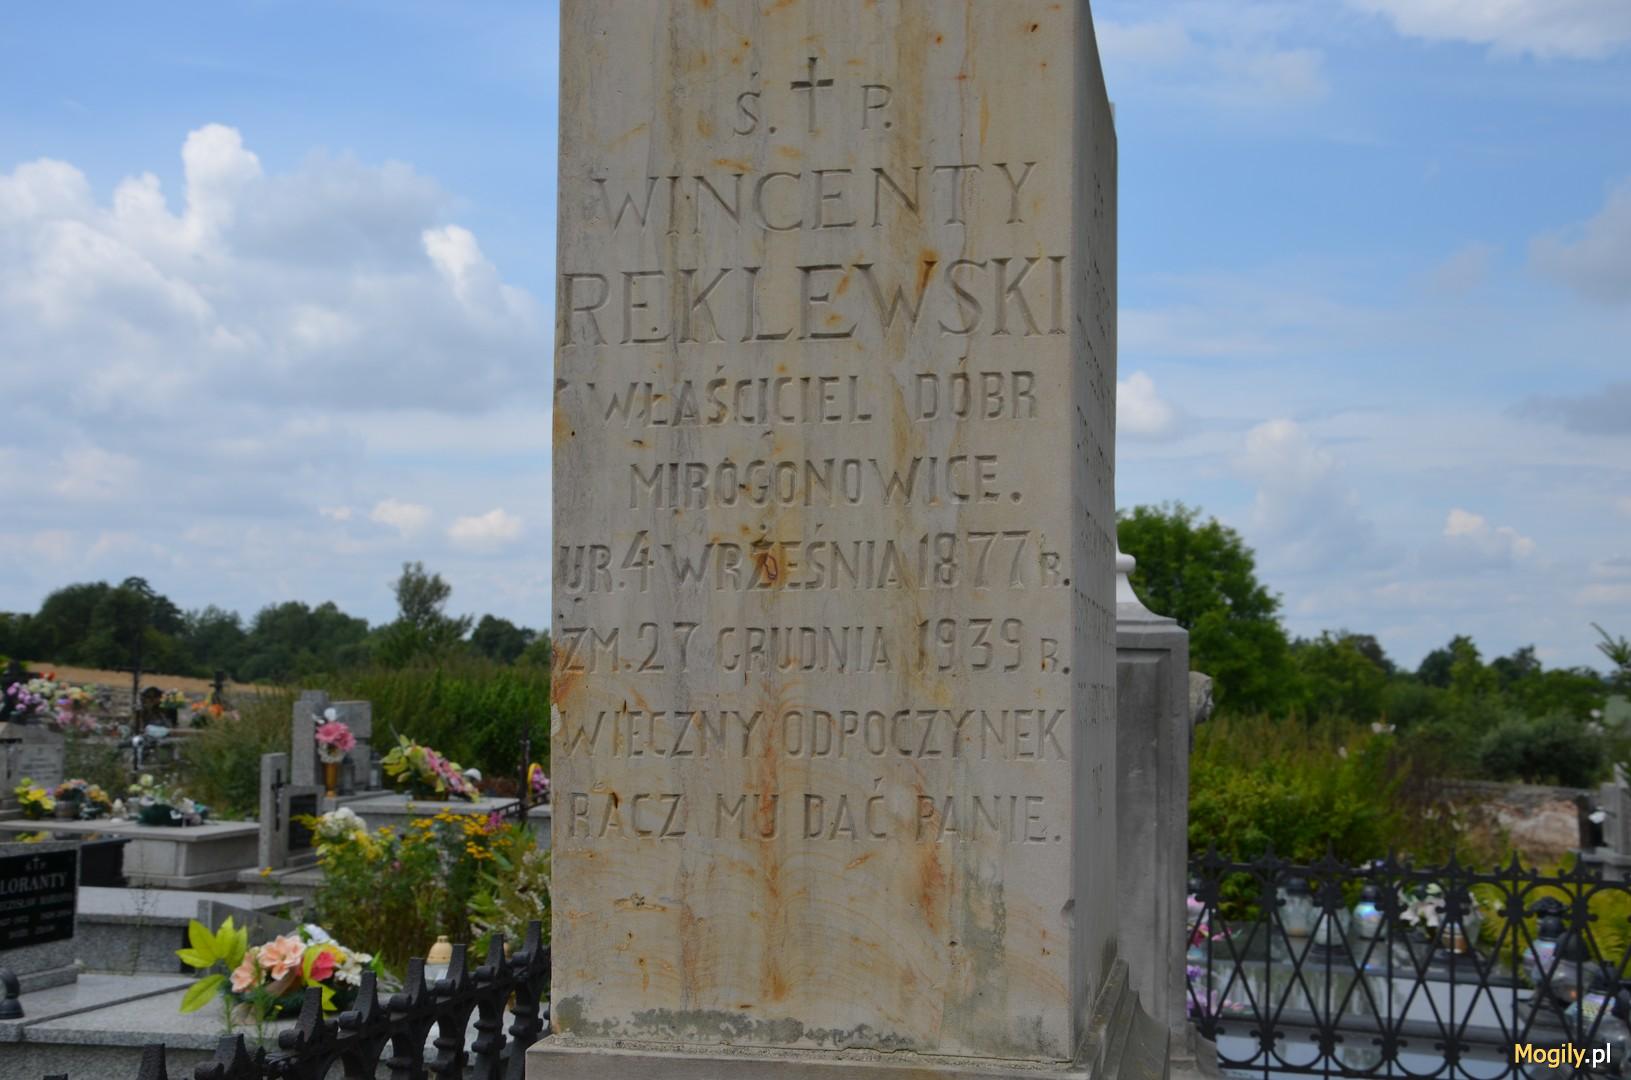 Ś. P.
WINCENTY
REKLEWSKI
WŁAŚCICIEL DÓBR
MIROGONOWICE.
UR. 4 WRZEŚNIA 1877 R.
ZM. 27 GRUDNIA 1939 R.
WIECZNY ODPOCZYNEK
RACZ MU DAĆ PANIE.
LORANTY
Mogily.pl